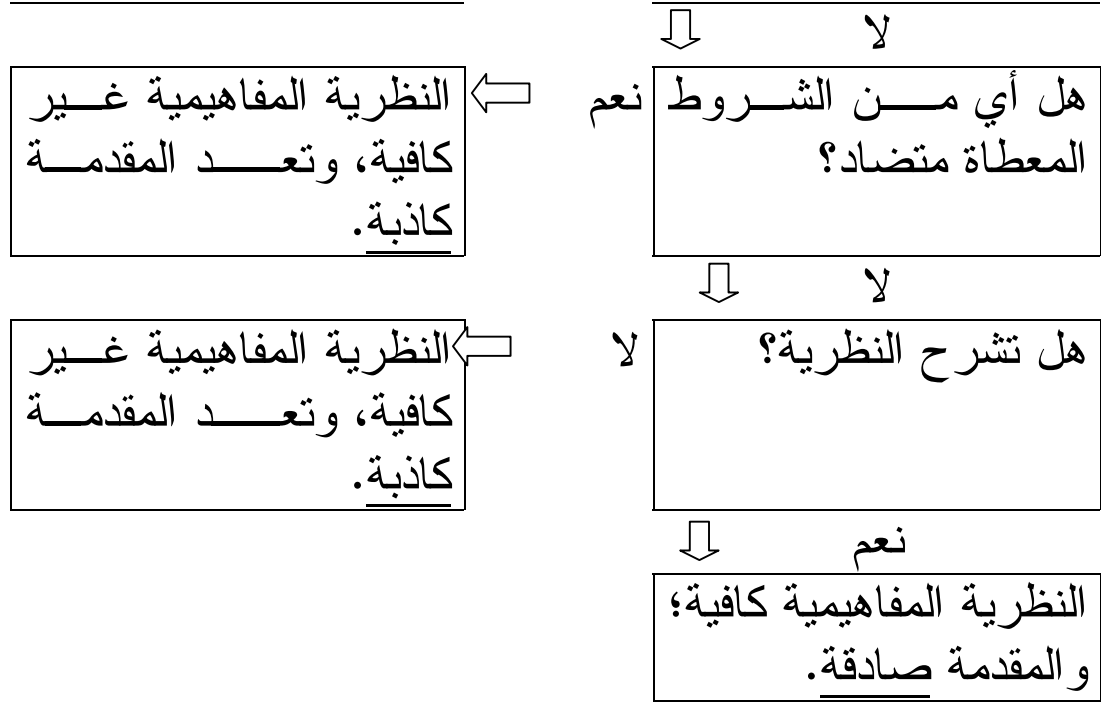 لا
هل أي من الشروط
المعطاة متضاد؟
نعم
النظرية المفاهيمية غير
كافية، وتعد المقدمة
كاذبة.
لا
هل تشرح النظرية؟
لا
النظرية المفاهيمية غير
كافية، وتعد المقدمة
كاذبة.
نعم
النظرية المفاهيمية كافية؛
والمقدمة صادقة.